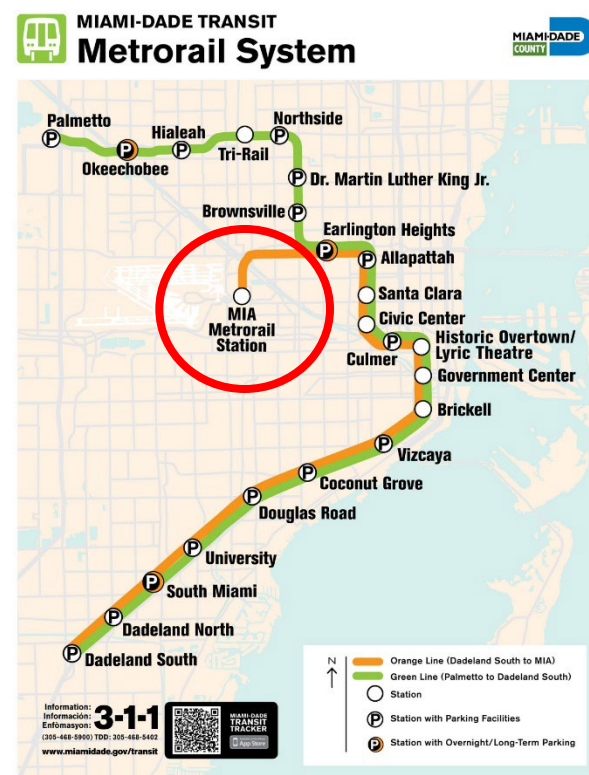 MIAMI-DADE TRANSIT
Metrorail System
MIAMI-DADE
COUNTY
Palmetto
Okeechobee
Hialeah
Tri-Rail
Northside
Dr. Martin Luther King Jr.
Brownsville
Earlington Heights
Allapattah
MIA
Metrorail
Station
Santa Clara
Civic Center
Culmer
Historic Overtown/
Lyric Theatre
Government Center
Brickell
Vizcaya
Coconut Grove
Douglas Road
University
South Miami
Dadeland North
Dadeland South
N
Orange Line (Dadeland South to MIA)
Green Line (Palmetto to Dadeland South)
Station
P Station with Parking Facilities
P Station with Overnight/Long-Term Parking
Information:
Información:
Enfòmasyon:
3-1-1
(305-468-5900) TDD: 305-468-5402
www.miamidade.gov/transit
MIAMI-DADE
TRANSIT
TRACKER
App Store